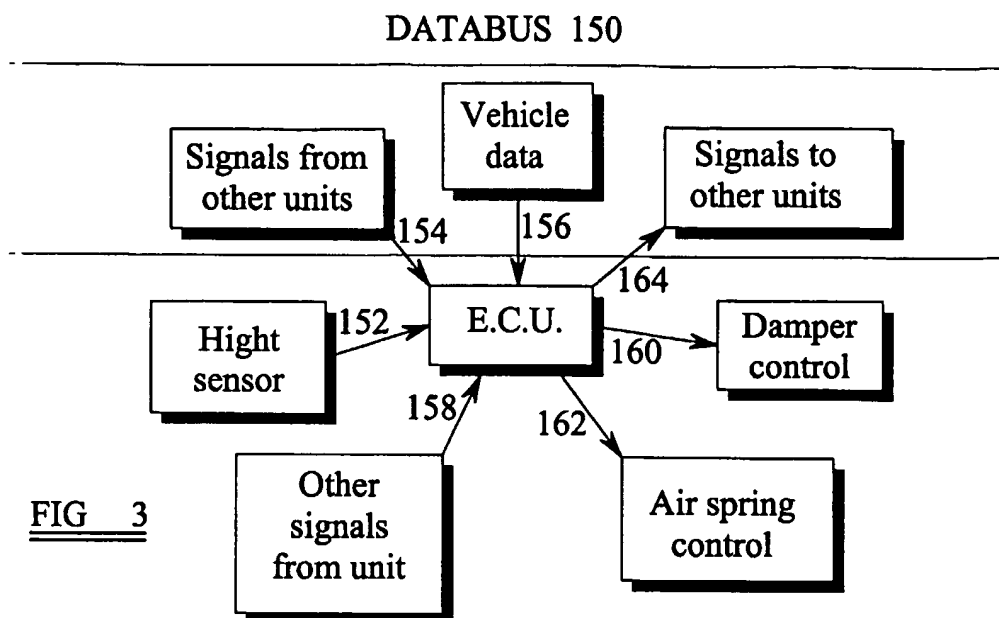 DATABUS 150
Vehicle
data
Signals from
other units
Signals to
other units
154
156
164
E.C.U.
Hight
sensor
152
160
Damper
control
158
162
Other
signals
from unit
Air spring
control
FIG 3